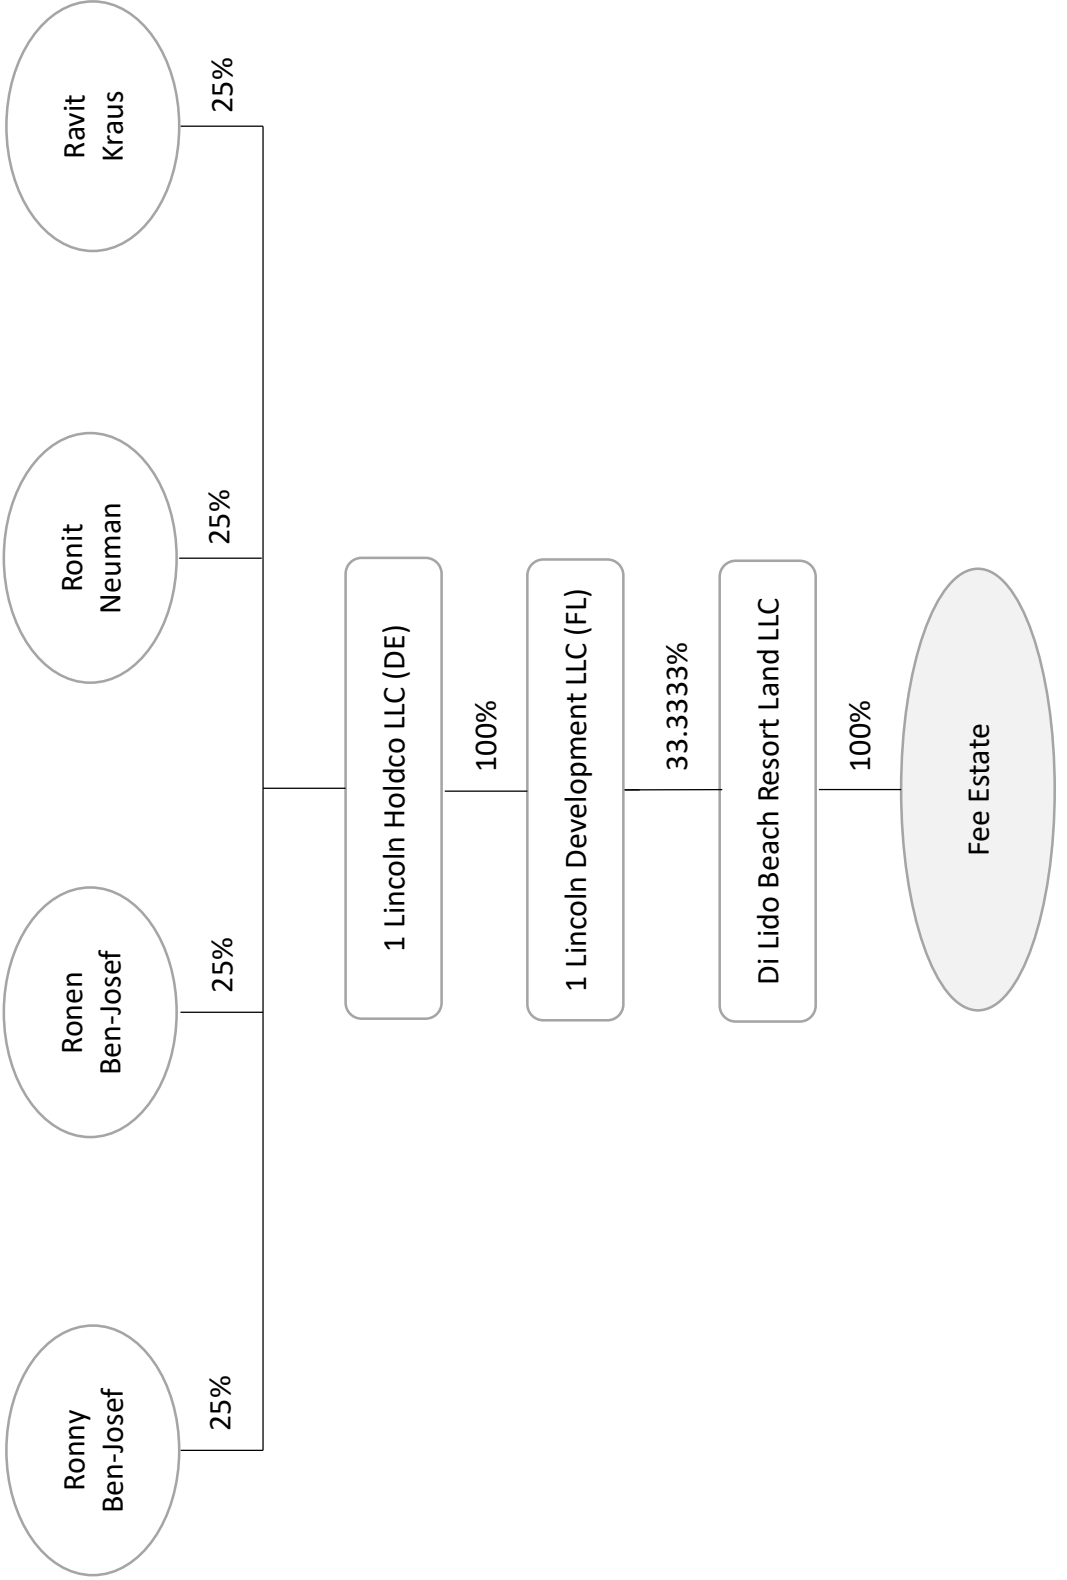 Ronny
Ben-Josef
Ronen
Ben-Josef
Ronit
Neuman
Ravit
Kraus
25%
25%
25%
25%
1 Lincoln Holdco LLC (DE)
100%
1 Lincoln Development LLC (FL)
33.3333%
Di Lido Beach Resort Land LLC
100%
Fee Estate